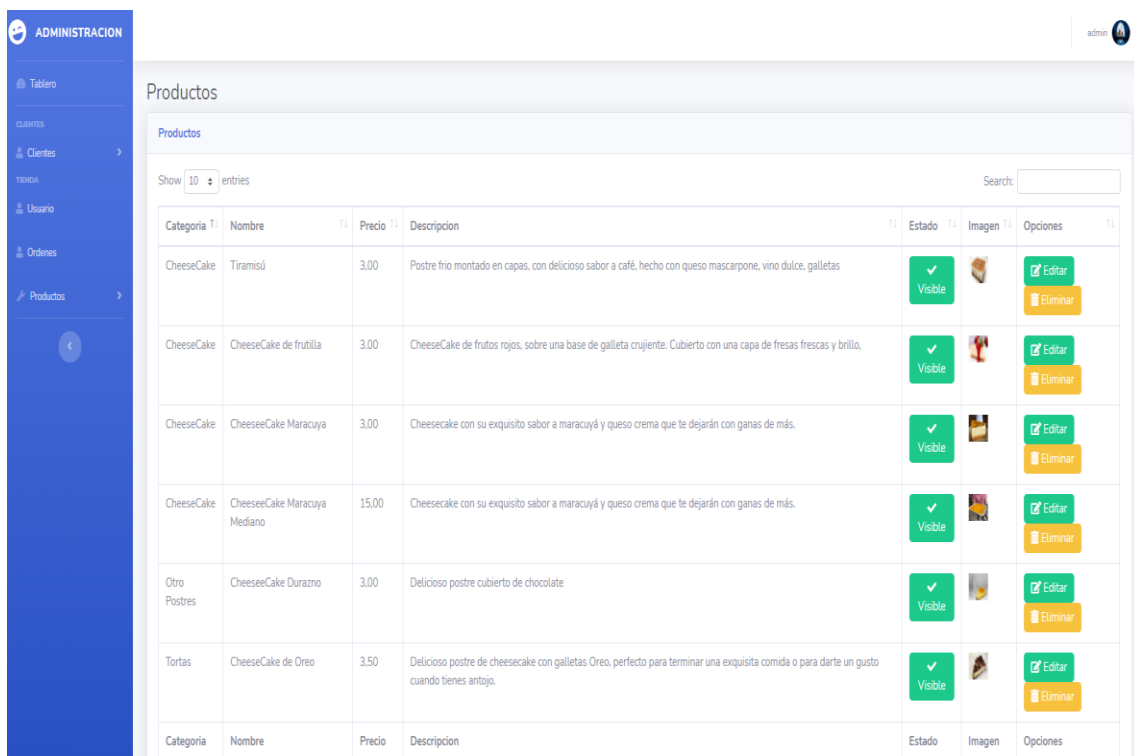 ADMINISTRACION
admin
Tablero
CLIENTES
Clientes
TIENDA
Usuario
Ordenes
Productos
Productos
Productos
Show 10 entries
Search:
Categoria Nombre Precio Descripcion Estado Imagen Opciones
CheeseCake Tiramisú 3,00 Postre frio montado en capas, con delicioso sabor a café, hecho con queso mascarpone, vino dulce, galletas Visible Editar
Eliminar
CheeseCake CheeseCake de frutilla 3,00 CheeseCake de frutos rojos, sobre una base de galleta crujiente. Cubierto con una capa de fresas frescas y brillo, Visible Editar
Eliminar
CheeseCake CheeseeCake Maracuya 3,00 Cheesecake con su exquisito sabor a maracuyá y queso crema que te dejarán con ganas de más. Visible Editar
Eliminar
CheeseCake CheeseeCake Maracuya 15,00 Cheesecake con su exquisito sabor a maracuyá y queso crema que te dejarán con ganas de más. Visible Editar
Mediano Eliminar
Otro CheeseeCake Durazno 3,00 Delicioso postre cubierto de chocolate Visible Editar
Postres Eliminar
Tortas CheeseCake de Oreo 3,50 Delicioso postre de cheesecake con galletas Oreo, perfecto para terminar una exquisita comida o para darte un gusto Visible Editar
cuando tienes antojo. Eliminar
Categoria Nombre Precio Descripcion Estado Imagen Opciones